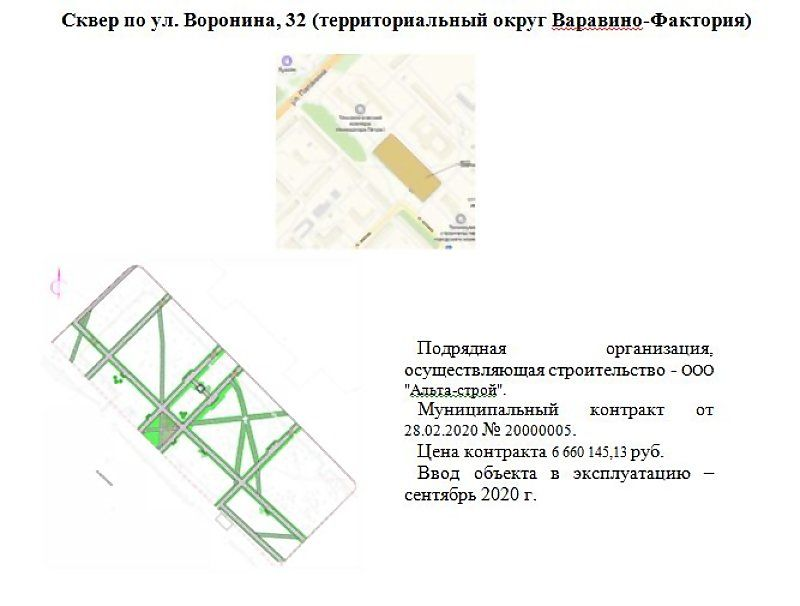 Сквер по ул. Воронина, 32 (территориальный округ Варавино-Фактория)
Подрядная организация,
осуществляющая строительство - ООО
"Альта-строй".
Муниципальный контракт от
28.02.2020 № 20000005.
Цена контракта 6 660 145,13 руб.
Ввод объекта в эксплуатацию –
сентябрь 2020 г.